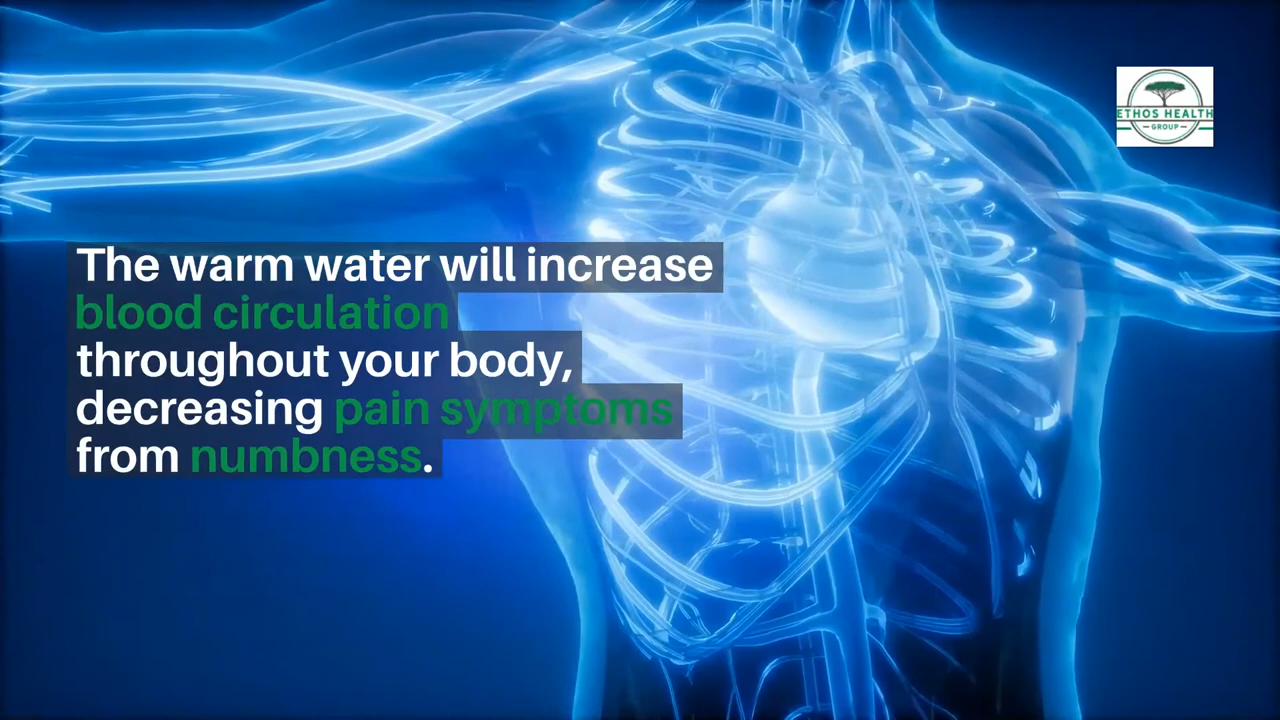 ETHOS HEALTH
GROUP
The warm water will increase
blood circulation
throughout your body,
decreasing pain symptoms
from numbness.